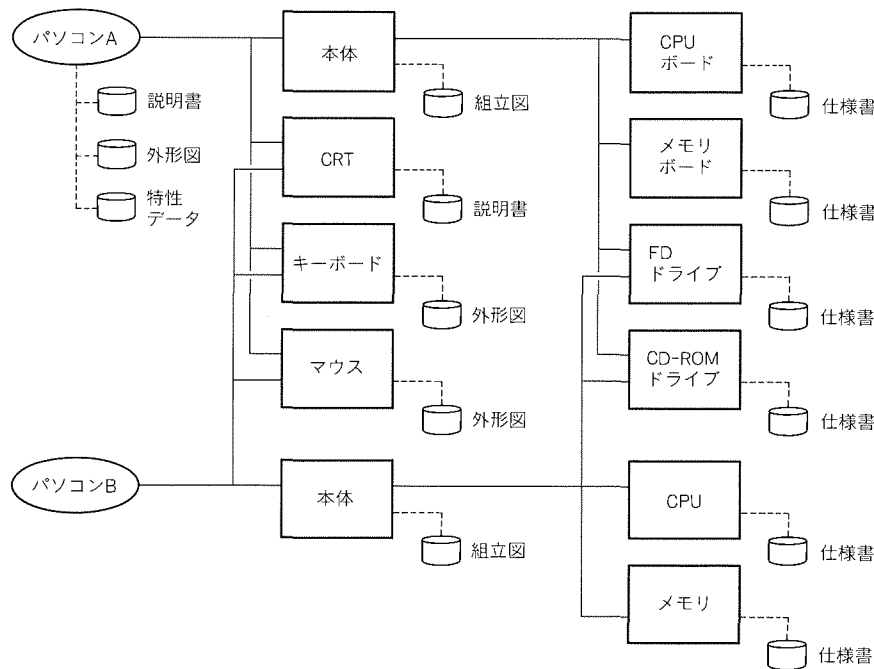 パソコンA
説明書
外形図
特性
データ
本体
組立図
CRT
説明書
キーボード
外形図
マウス
外形図
CPU
ボード
仕様書
メモリ
ボード
仕様書
FD
ドライブ
仕様書
CD-ROM
ドライブ
仕様書
パソコンB
本体
組立図
CPU
仕様書
メモリ
仕様書